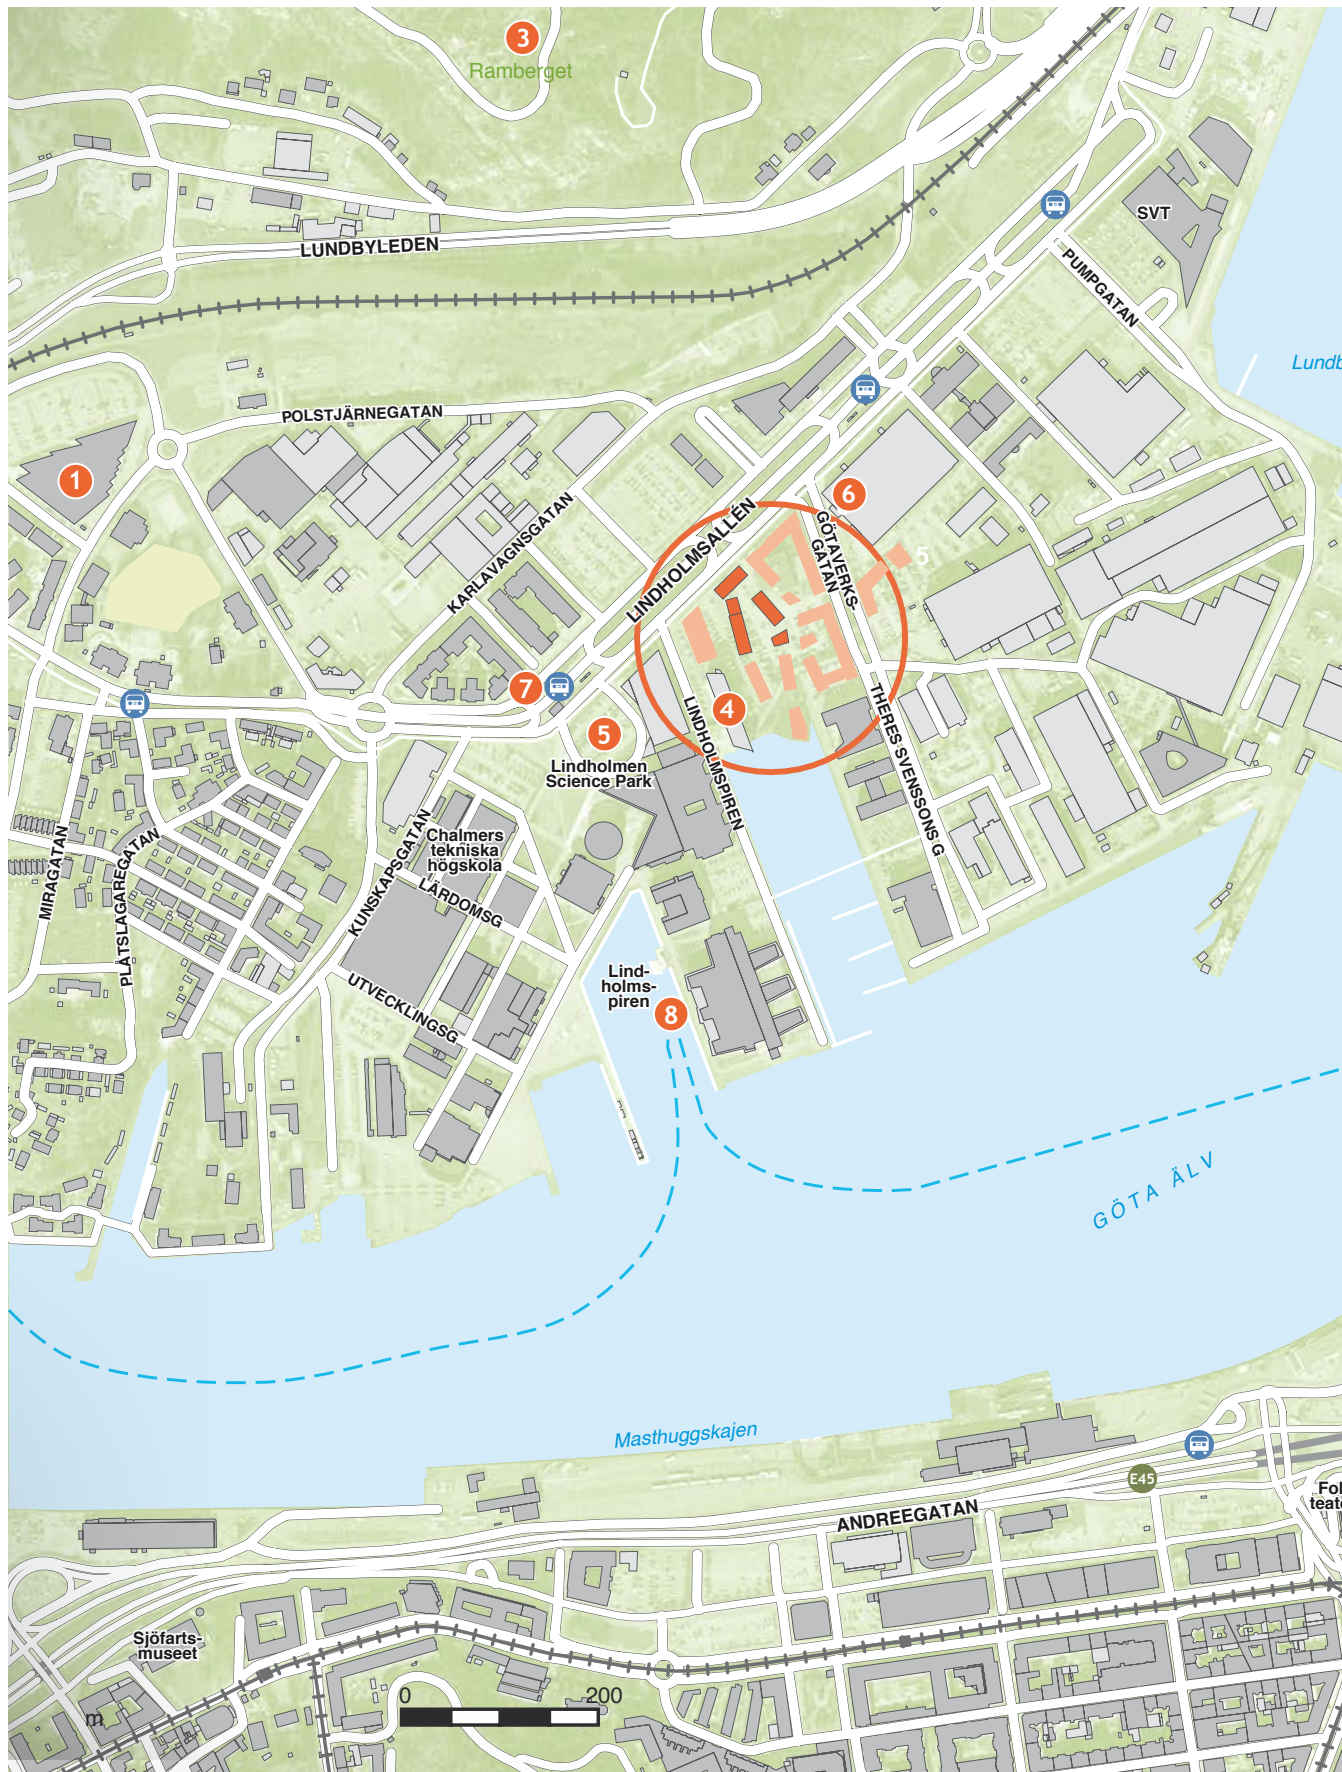 3
Ramberget
SVT
LUNDBYLEDEN
PUMPGATAN
POLSTJÄRNEGATAN
1
6
LINDHOLMSALLÉN
GÖTAVERKS-
GATAN
5
KARLAVAGNSGATAN
7
4
5
Lindholmen
Science Park
LINDHOLMSPIREN
THERES SVENSSONS G
MIRAGATAN
PLÅTSLAGAREGATAN
KUNSKAPSGATAN
Chalmers
tekniska
högskola
LÄRDOMSG
UTVECKLINGSG
Lind-
holms-
piren
8
GÖTA ÄLV
Masthuggskajen
E45
ANDREEGATAN
Sjöfarts-
museet
0
200
m